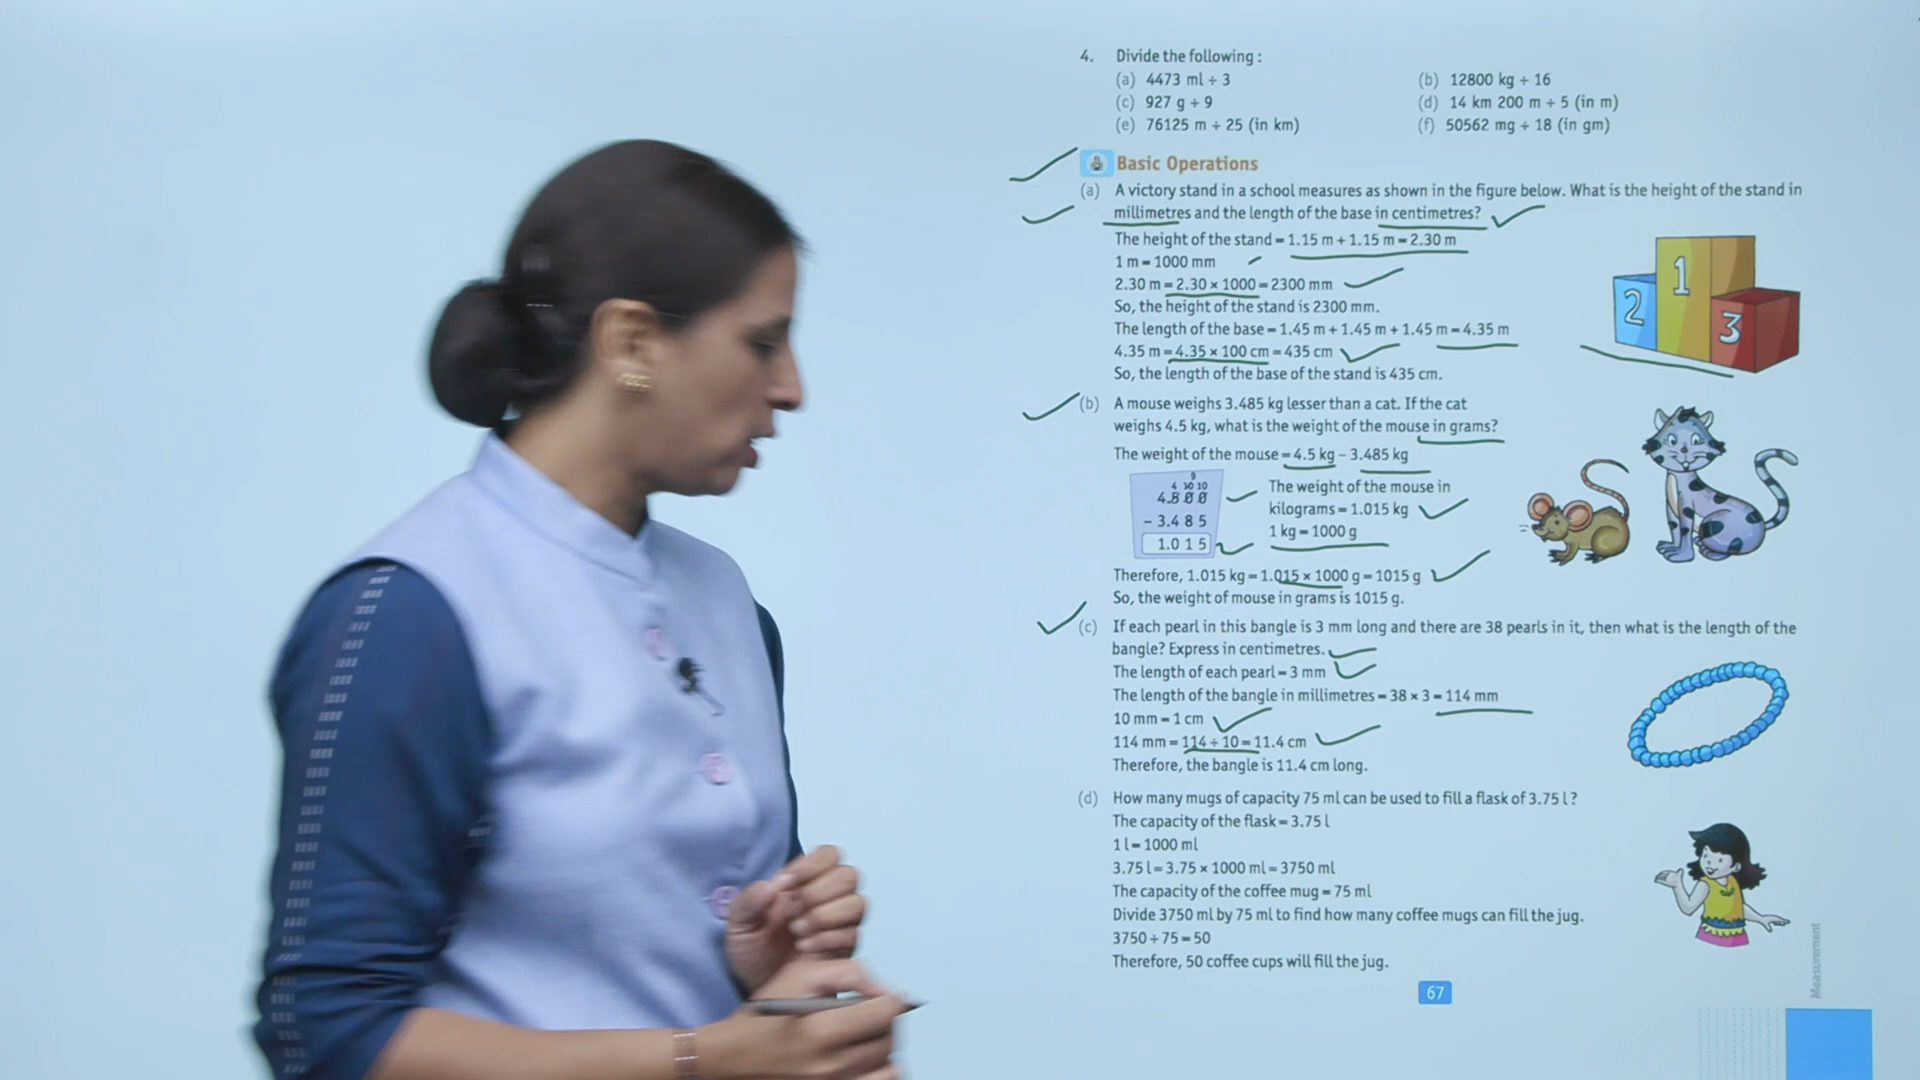 4. Divide the following :
(a) 4473 ml ÷ 3 (b) 12800 kg ÷ 16
(c) 927 g ÷ 9 (d) 14 km 200 m ÷ 5 (in m)
(e) 76125 m ÷ 25 (in km) (f) 50562 mg ÷ 18 (in gm)
Basic Operations
(a) A victory stand in a school measures as shown in the figure below. What is the height of the stand in
millimetres and the length of the base in centimetres?
The height of the stand = 1.15 m + 1.15 m = 2.30 m
1 m = 1000 mm
2.30 m = 2.30 × 1000 = 2300 mm
So, the height of the stand is 2300 mm.
The length of the base = 1.45 m + 1.45 m + 1.45 m = 4.35 m
4.35 m = 4.35 × 100 cm = 435 cm
So, the length of the base of the stand is 435 cm.
1
2
3
(b) A mouse weighs 3.485 kg lesser than a cat. If the cat
weighs 4.5 kg, what is the weight of the mouse in grams?
The weight of the mouse = 4.5 kg – 3.485 kg
9
4 10 10
4.5 0 0
– 3.4 8 5
1.0 1 5
The weight of the mouse in
kilograms = 1.015 kg
1 kg = 1000 g
Therefore, 1.015 kg = 1.015 × 1000 g = 1015 g
So, the weight of mouse in grams is 1015 g.
(c) If each pearl in this bangle is 3 mm long and there are 38 pearls in it, then what is the length of the
bangle? Express in centimetres.
The length of each pearl = 3 mm
The length of the bangle in millimetres = 38 × 3 = 114 mm
10 mm = 1 cm
114 mm = 114 ÷ 10 = 11.4 cm
Therefore, the bangle is 11.4 cm long.
(d) How many mugs of capacity 75 ml can be used to fill a flask of 3.75 l?
The capacity of the flask = 3.75 l
1 l = 1000 ml
3.75 l = 3.75 × 1000 ml = 3750 ml
The capacity of the coffee mug = 75 ml
Divide 3750 ml by 75 ml to find how many coffee mugs can fill the jug.
3750 ÷ 75 = 50
Therefore, 50 coffee cups will fill the jug.
67
Measurement